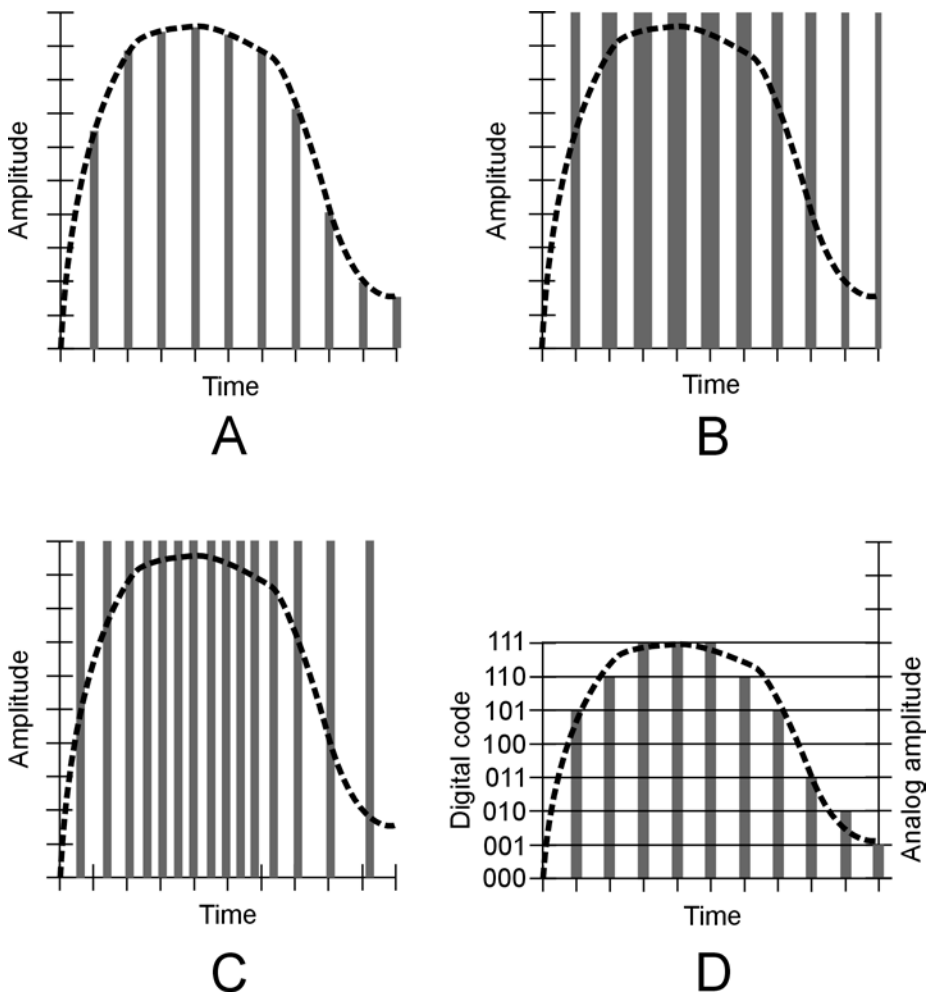 Amplitude
Time
A
Amplitude
Time
B
Amplitude
Time
C
Digital code
111
110
101
100
011
010
001
000
Analog amplitude
Time
D